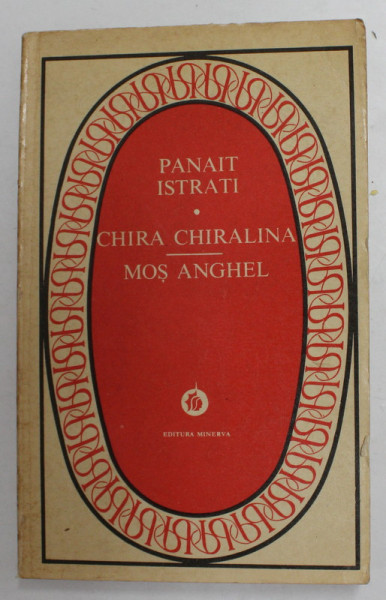 PANAIT
ISTRATI
•
CHIRA CHIRALINA
MOȘ ANGHEL
EDITURA MINERVA